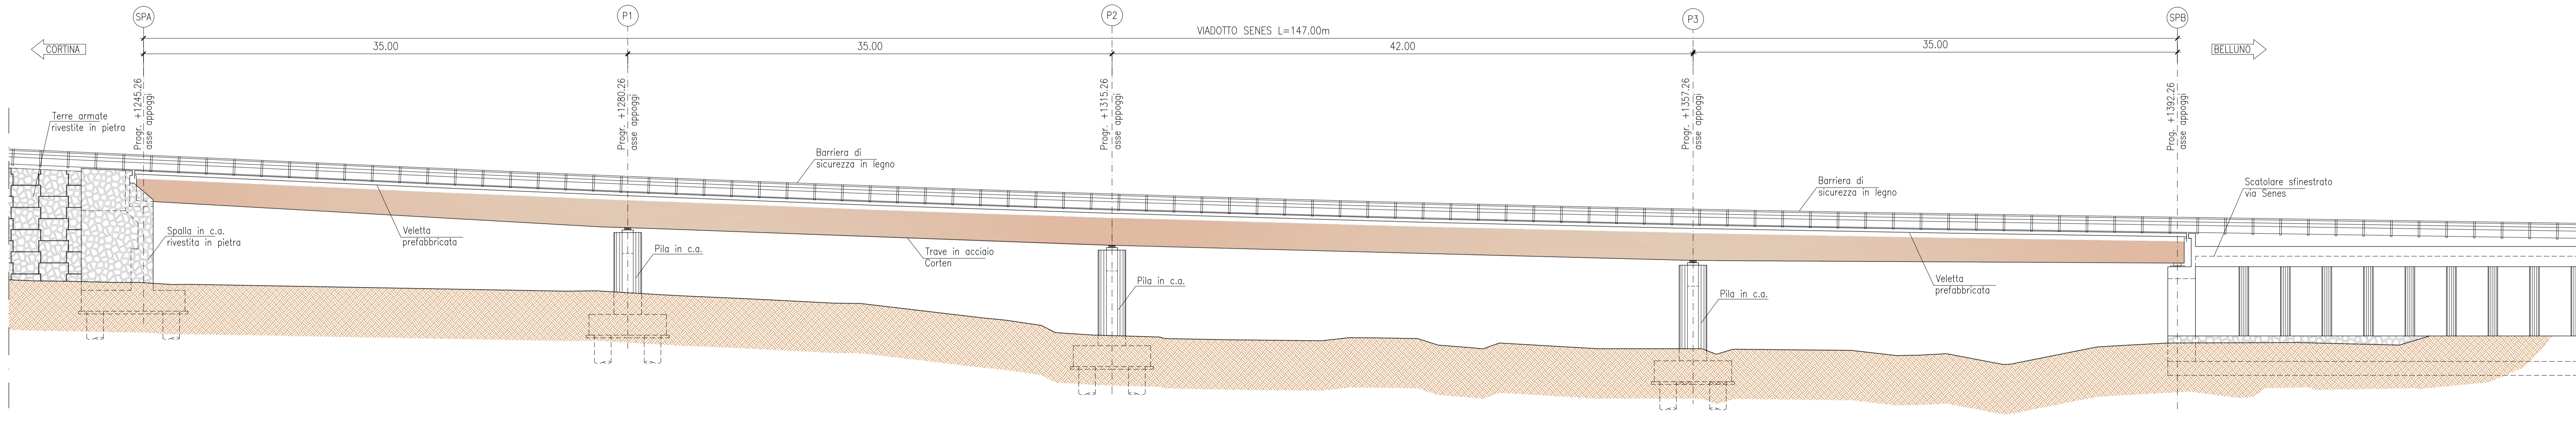 SPA
P1
P2
P3
SPB
CORTINA
VIADOTTO SENES L=147.00m
BELLUNO
35.00
35.00
42.00
35.00
Progr. +1245.26
asse appoggi
Progr. +1280.26
asse appoggi
Progr. +1315.26
asse appoggi
Progr. +1357.26
asse appoggi
Prog. +1392.26
asse appoggi
Terre armate
rivestite in pietra
Barriera di
sicurezza in legno
Barriera di
sicurezza in legno
Scatolare sfinestrato
via Senes
Spalla in c.a.
rivestita in pietra
Veletta
prefabbricata
Pila in c.a.
Trave in acciaio
Corten
Pila in c.a.
Pila in c.a.
Veletta
prefabbricata